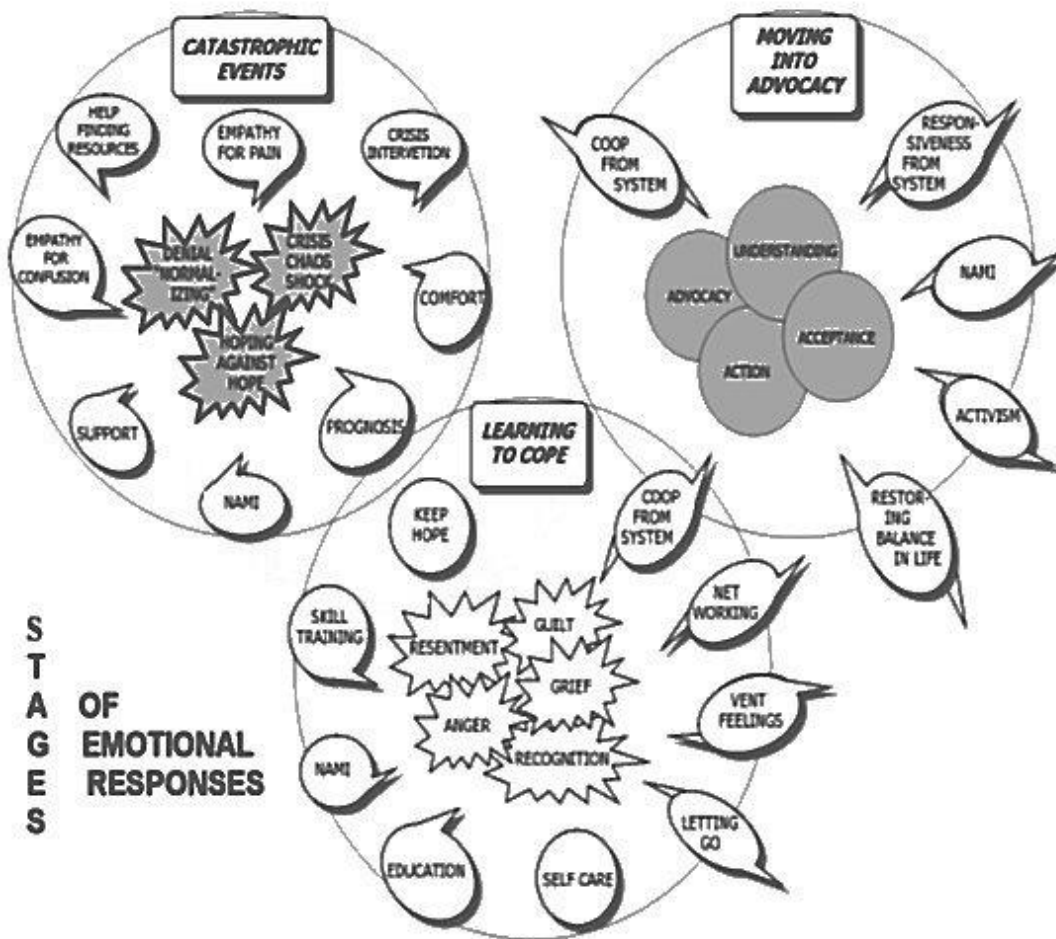 CATASTROPHIC
EVENTS
HELP
FINDING
RESOURCES
EMPATHY
FOR PAIN
CRISIS
INTERVETION
EMPATHY
FOR
CONFUSION
DENIAL
"NORMAL-
IZING"
CRISIS
CHAOS
SHOCK
COMFORT
HOPING
AGAINST
HOPE
SUPPORT
PROGNOSIS
NAMI
MOVING
INTO
ADVOCACY
COOP
FROM
SYSTEM
RESPON-
SIVENESS
FROM
SYSTEM
UNDERSTANDING
ADVOCACY
NAMI
ACCEPTANCE
ACTION
ACTIVISM
RESTOR-
ING
BALANCE
IN LIFE
LEARNING
TO COPE
KEEP
HOPE
COOP
FROM
SYSTEM
NET
WORKING
SKILL
TRAINING
RESENTMENT
GUILT
GRIEF
ANGER
RECOGNITION
VENT
FEELINGS
NAMI
LETTING
GO
EDUCATION
SELF CARE
STAGES
OF
EMOTIONAL
RESPONSES